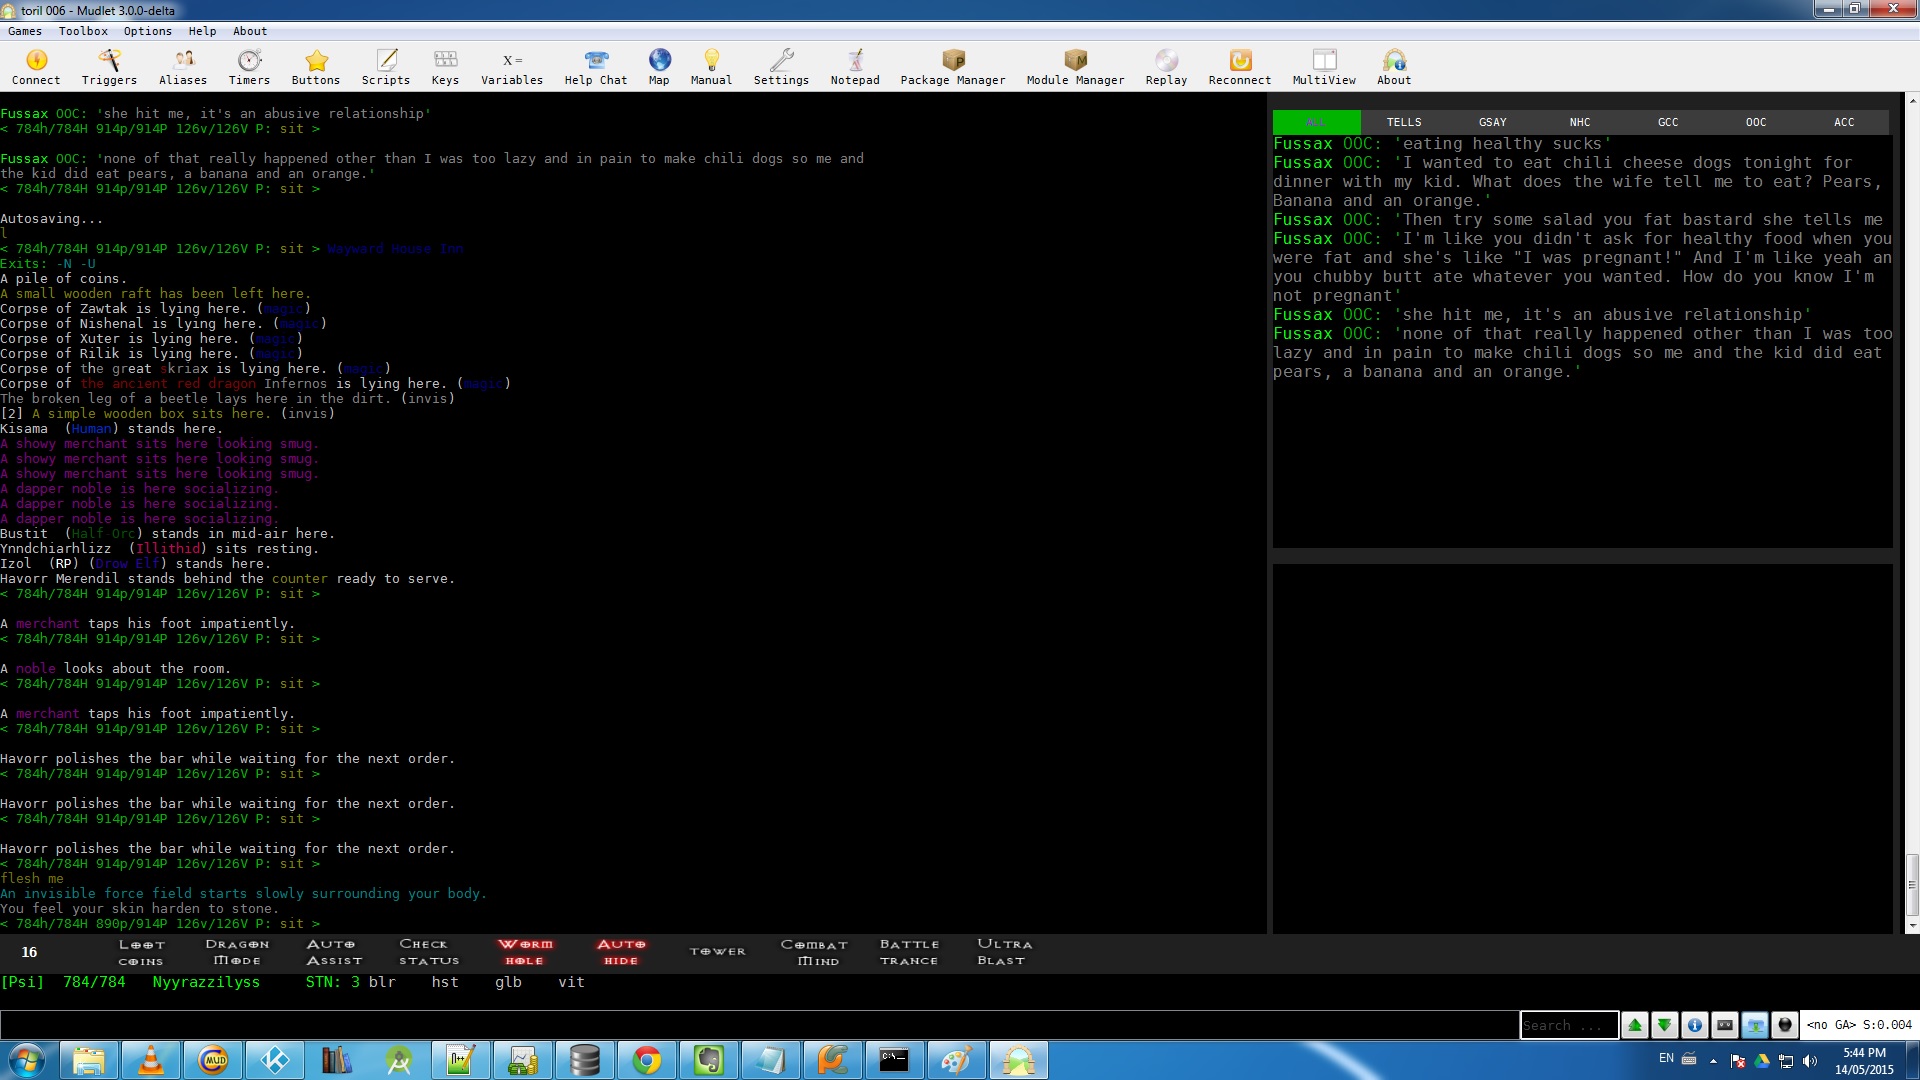 toril 006 - Mudlet 3.0.0-delta
Games Toolbox Options Help About
Connect Triggers Aliases Timers Buttons Scripts Keys Variables Help Chat Map Manual Settings Notepad Package Manager Module Manager Replay Reconnect MultiView About
Fussax OOC: 'she hit me, it's an abusive relationship'
< 784h/784H 914p/914P 126v/126V P: sit >
Fussax OOC: 'none of that really happened other than I was too lazy and in pain to make chili dogs so me and
the kid did eat pears, a banana and an orange.'
< 784h/784H 914p/914P 126v/126V P: sit >
Autosaving...
l
< 784h/784H 914p/914P 126v/126V P: sit > Wayward House Inn
Exits: -N -U
A pile of coins.
A small wooden raft has been left here.
Corpse of Zawtak is lying here. (magic)
Corpse of Nishenal is lying here. (magic)
Corpse of Xuter is lying here. (magic)
Corpse of Rilik is lying here. (magic)
Corpse of the great skriax is lying here. (magic)
Corpse of the ancient red dragon Infernos is lying here. (magic)
The broken leg of a beetle lays here in the dirt. (invis)
[2] A simple wooden box sits here. (invis)
Kisama (Human) stands here.
A showy merchant sits here looking smug.
A showy merchant sits here looking smug.
A showy merchant sits here looking smug.
A dapper noble is here socializing.
A dapper noble is here socializing.
A dapper noble is here socializing.
Bustit (Half-Orc) stands in mid-air here.
Ynndchiarhlizz (Illithid) sits resting.
Izol (RP) (Drow Elf) stands here.
Havorr Merendil stands behind the counter ready to serve.
< 784h/784H 914p/914P 126v/126V P: sit >
A merchant taps his foot impatiently.
< 784h/784H 914p/914P 126v/126V P: sit >
A noble looks about the room.
< 784h/784H 914p/914P 126v/126V P: sit >
A merchant taps his foot impatiently.
< 784h/784H 914p/914P 126v/126V P: sit >
Havorr polishes the bar while waiting for the next order.
< 784h/784H 914p/914P 126v/126V P: sit >
Havorr polishes the bar while waiting for the next order.
< 784h/784H 914p/914P 126v/126V P: sit >
Havorr polishes the bar while waiting for the next order.
< 784h/784H 914p/914P 126v/126V P: sit >
flesh me
An invisible force field starts slowly surrounding your body.
You feel your skin harden to stone.
< 784h/784H 890p/914P 126v/126V P: sit >
ALL TELLS GSAY NHC GCC OOC ACC
Fussax OOC: 'eating healthy sucks'
Fussax OOC: 'I wanted to eat chili cheese dogs tonight for
dinner with my kid. What does the wife tell me to eat? Pears,
Banana and an orange.'
Fussax OOC: 'Then try some salad you fat bastard she tells me
Fussax OOC: 'I'm like you didn't ask for healthy food when you
were fat and she's like "I was pregnant!" And I'm like yeah an
you chubby butt ate whatever you wanted. How do you know I'm
not pregnant'
Fussax OOC: 'she hit me, it's an abusive relationship'
Fussax OOC: 'none of that really happened other than I was too
lazy and in pain to make chili dogs so me and the kid did eat
pears, a banana and an orange.'
16
LOOT COINS
DRAGON MODE
AUTO ASSIST
CHECK STATUS
WORM HOLE
AUTO HIDE
TOWER
COMBAT MIND
BATTLE TRANCE
ULTRA BLAST
[Psi] 784/784 Nyyrazzilyss STN: 3 blr hst glb vit
Search ...
<no GA> S:0.004
MUD
C:\_
EN
5:44 PM
14/05/2015